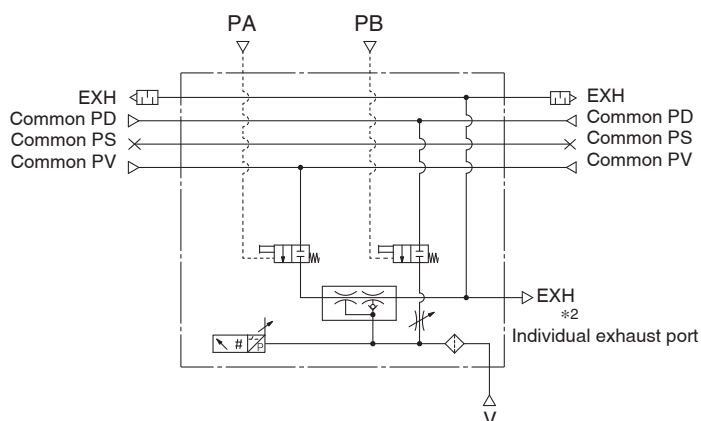 PA PB
EXH EXH
Common PD Common PD
Common PS Common PS
Common PV Common PV
EXH
*2
Individual exhaust port
# P
V